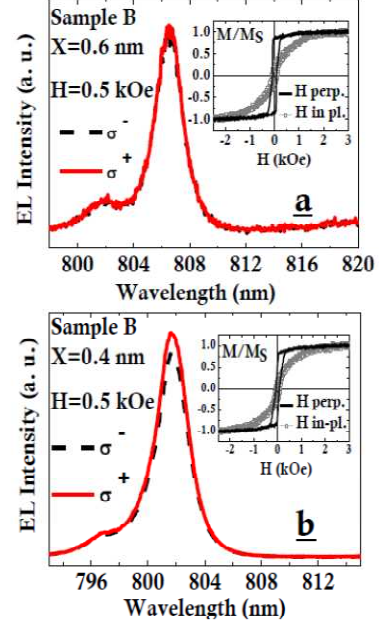 Sample B
X=0.6 nm
H=0.5 kOe
σ -
σ +
EL Intensity (a. u.)
M/Ms
1.0
0.5
0.0
-0.5
-1.0
H perp.
H in pl.
-2 -1 0 1 2 3
H (kOe)
a
800 804 808 812 816 820
Wavelength (nm)
Sample B
X=0.4 nm
H=0.5 kOe
σ -
σ +
EL Intensity (a. u.)
M/Ms
1.0
0.5
0.0
-0.5
-1.0
H perp.
H in-pl.
-2 -1 0 1 2 3
H (kOe)
b
796 800 804 808 812
Wavelength (nm)